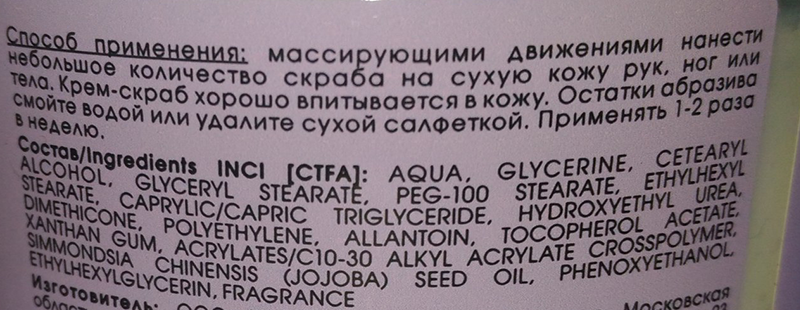 Способ применения: массирующими движениями нанести
небольшое количество скраба на сухую кожу рук, ног или
тела. Крем-скраб хорошо впитывается в кожу. Остатки абразива
смойте водой или удалите сухой салфеткой. Применять 1-2 раза
в неделю.
Состав/Ingredients INCI [CTFA]: AQUA, GLYCERINE, CETEARYL
ALCOHOL, GLYCERYL STEARATE, PEG-100 STEARATE, ETHYLHEXYL
STEARATE, CAPRYLIC/CAPRIC TRIGLYCERIDE, HYDROXYETHYL UREA,
DIMETHICONE, POLYETHYLENE, ALLANTOIN, TOCOPHEROL ACETATE,
XANTHAN GUM, ACRYLATES/C10-30 ALKYL ACRYLATE CROSSPOLYMER,
SIMMONDSIA CHINENSIS (JOJOBA) SEED OIL, PHENOXYETHANOL,
ETHYLHEXYLGLYCERIN, FRAGRANCE
Изготовитель: ООО Московская